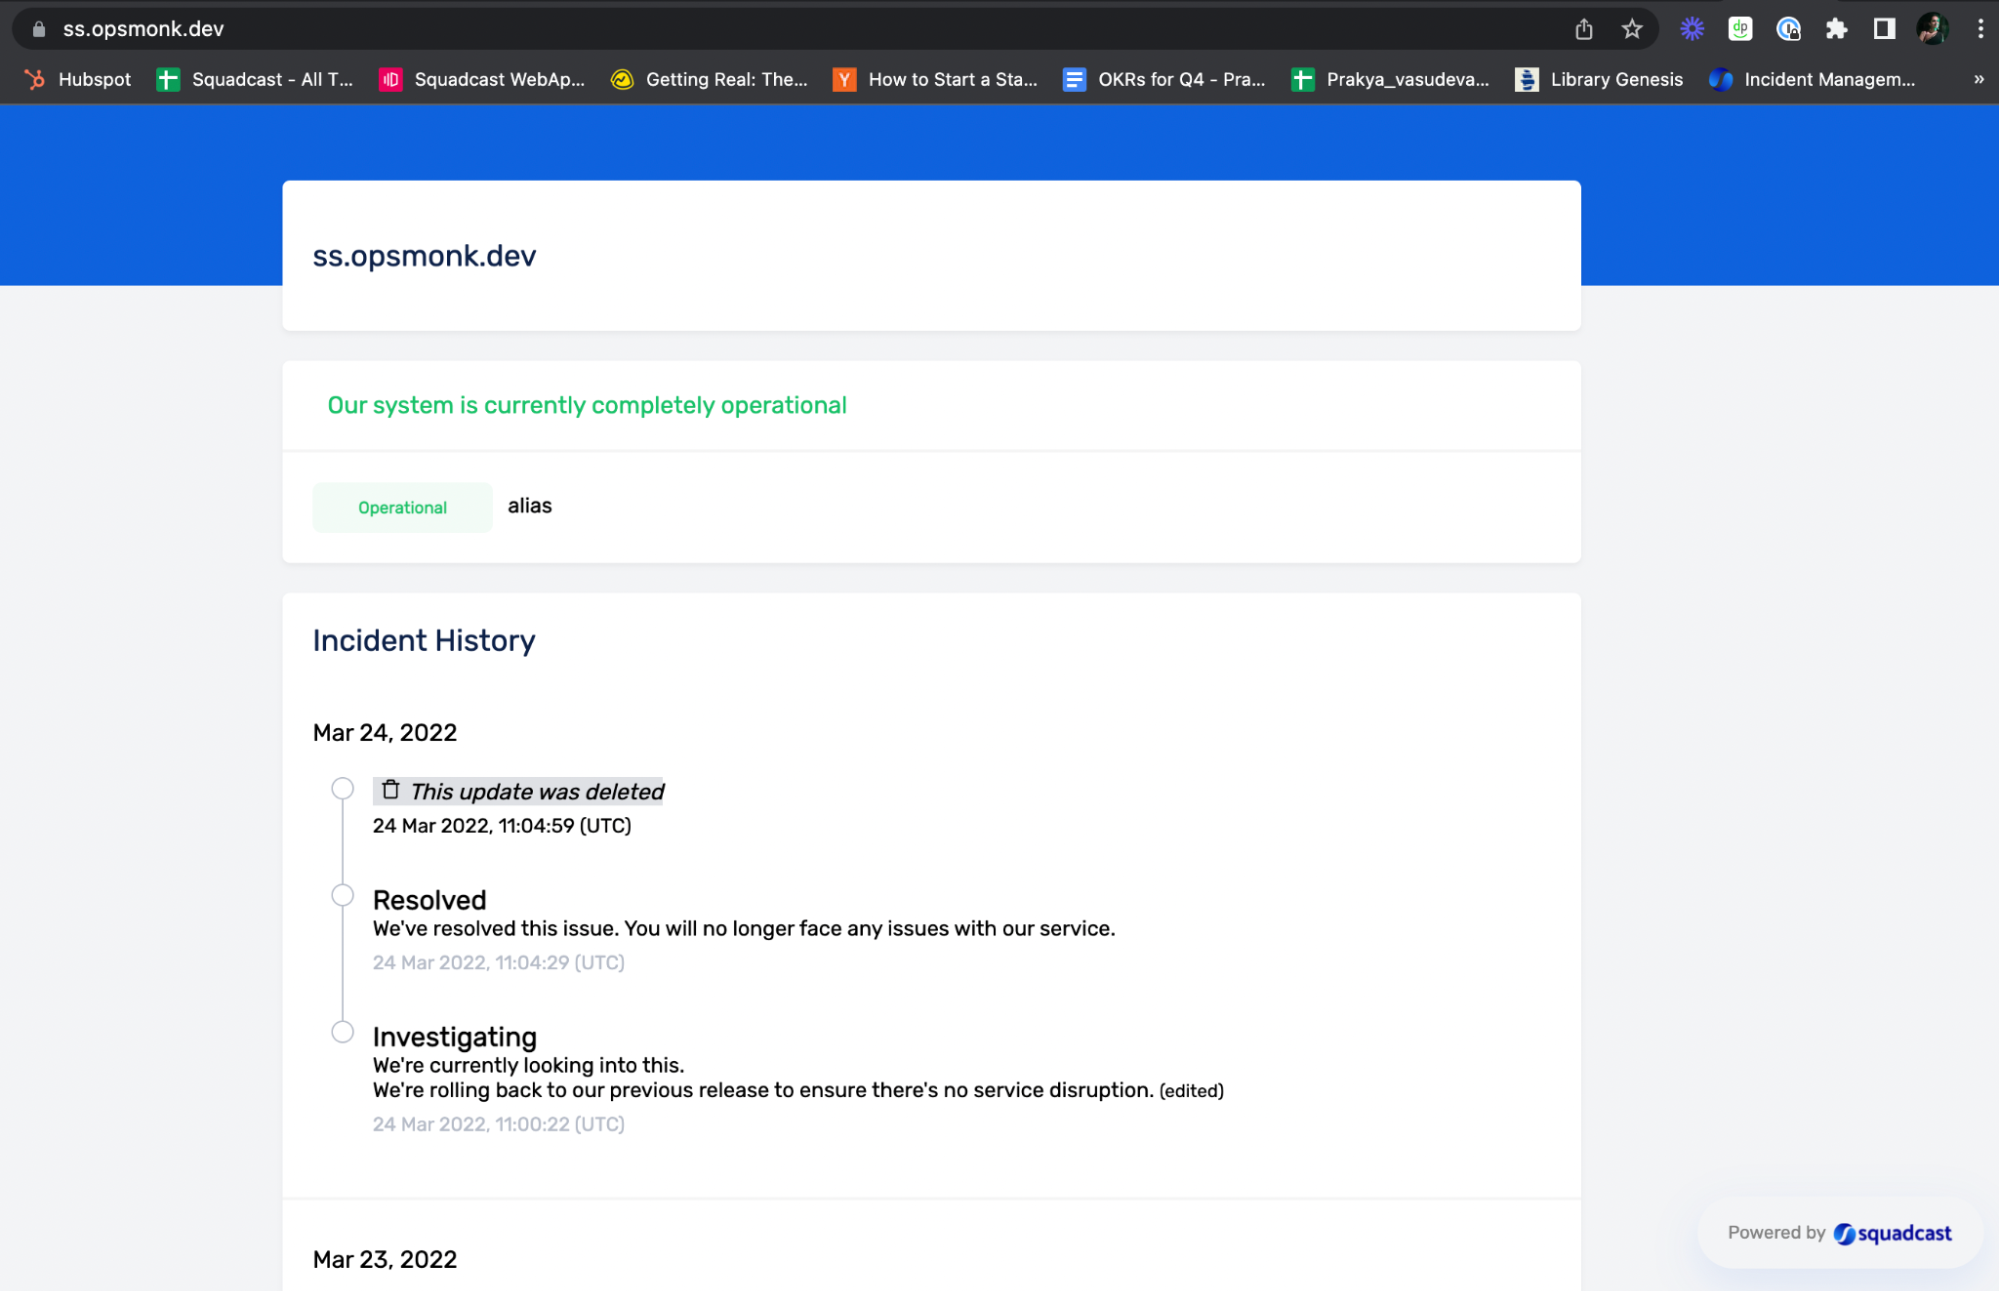 ss.opsmonk.dev
Hubspot Squadcast - All T... Squadcast WebAp... Getting Real: The... How to Start a Sta... OKRs for Q4 - Pra... Prakya_vasudeva... Library Genesis Incident Managem... »
ss.opsmonk.dev
Our system is currently completely operational
Operational alias
Incident History
Mar 24, 2022
This update was deleted
24 Mar 2022, 11:04:59 (UTC)
Resolved
We've resolved this issue. You will no longer face any issues with our service.
24 Mar 2022, 11:04:29 (UTC)
Investigating
We're currently looking into this.
We're rolling back to our previous release to ensure there's no service disruption. (edited)
24 Mar 2022, 11:00:22 (UTC)
Powered by squadcast
Mar 23, 2022